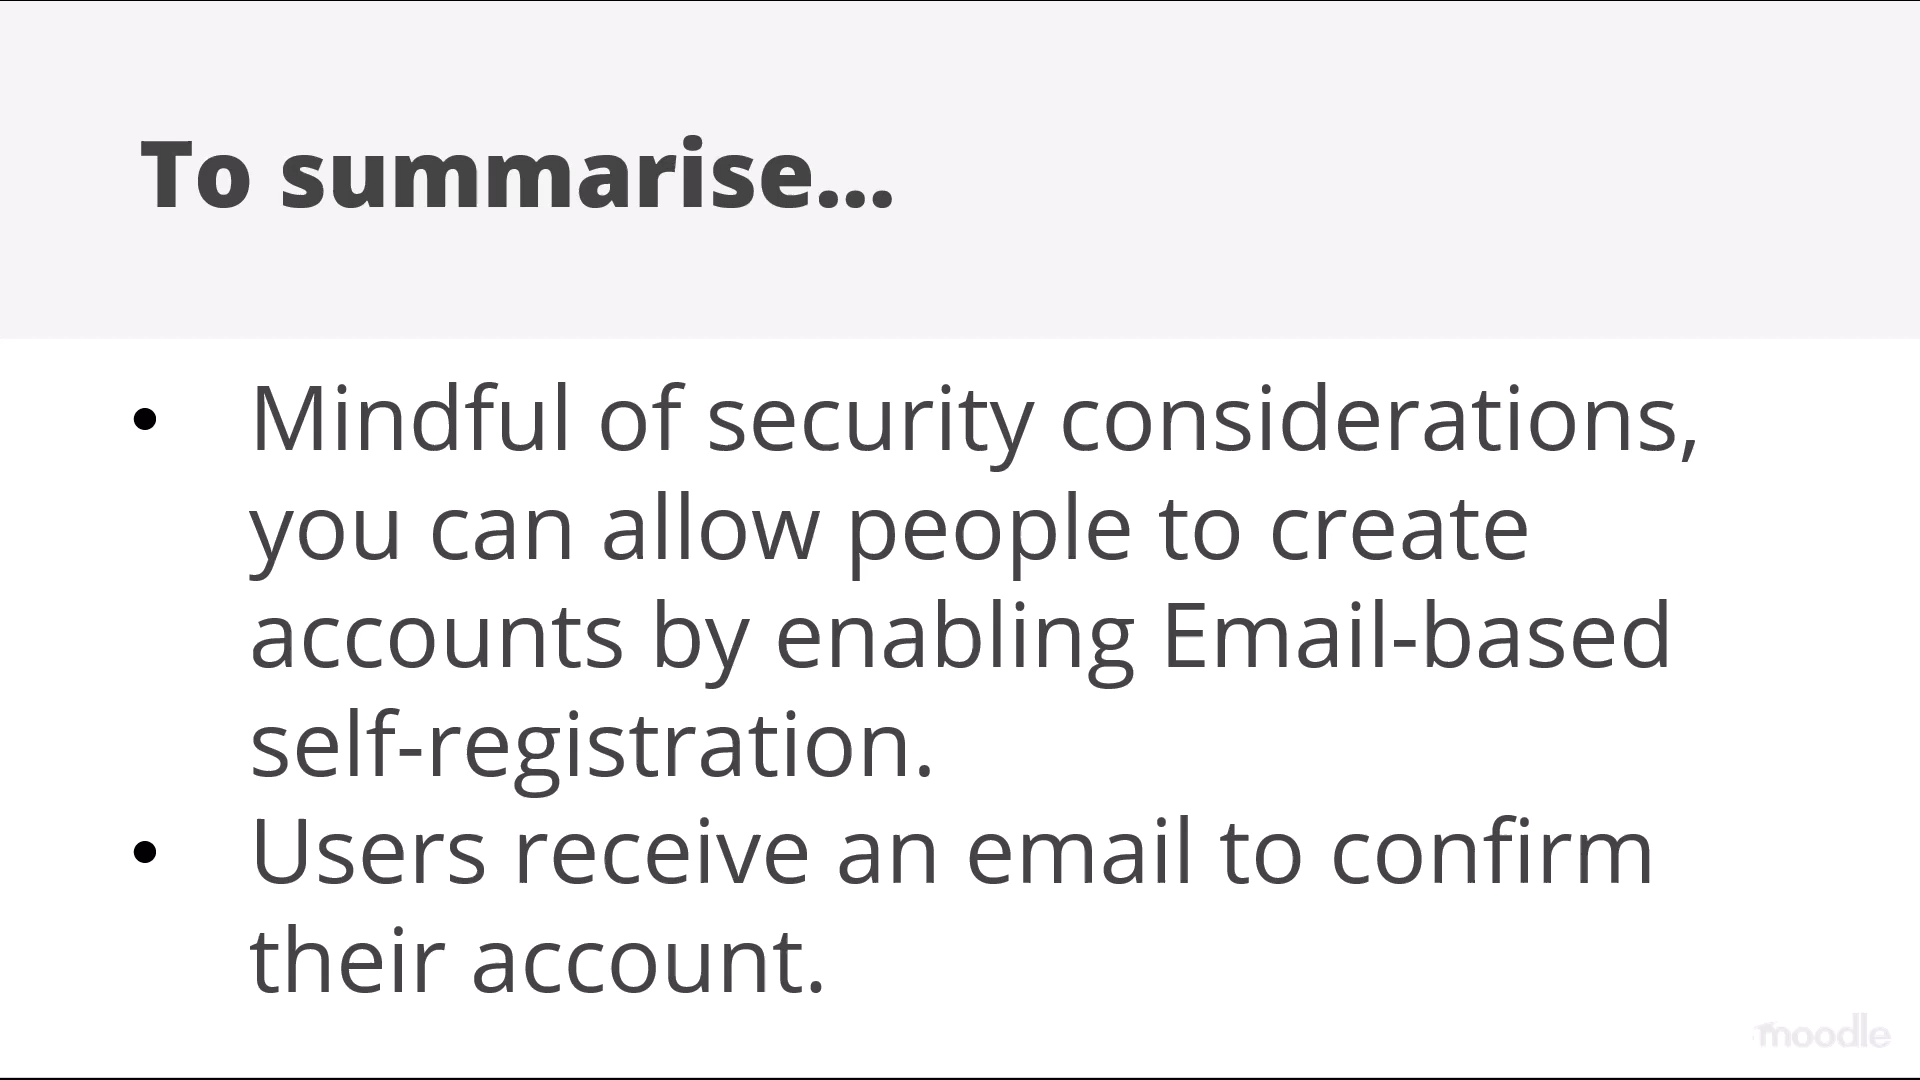 To summarise...
• Mindful of security considerations,
you can allow people to create
accounts by enabling Email-based
self-registration.
• Users receive an email to confirm
their account.
moodle